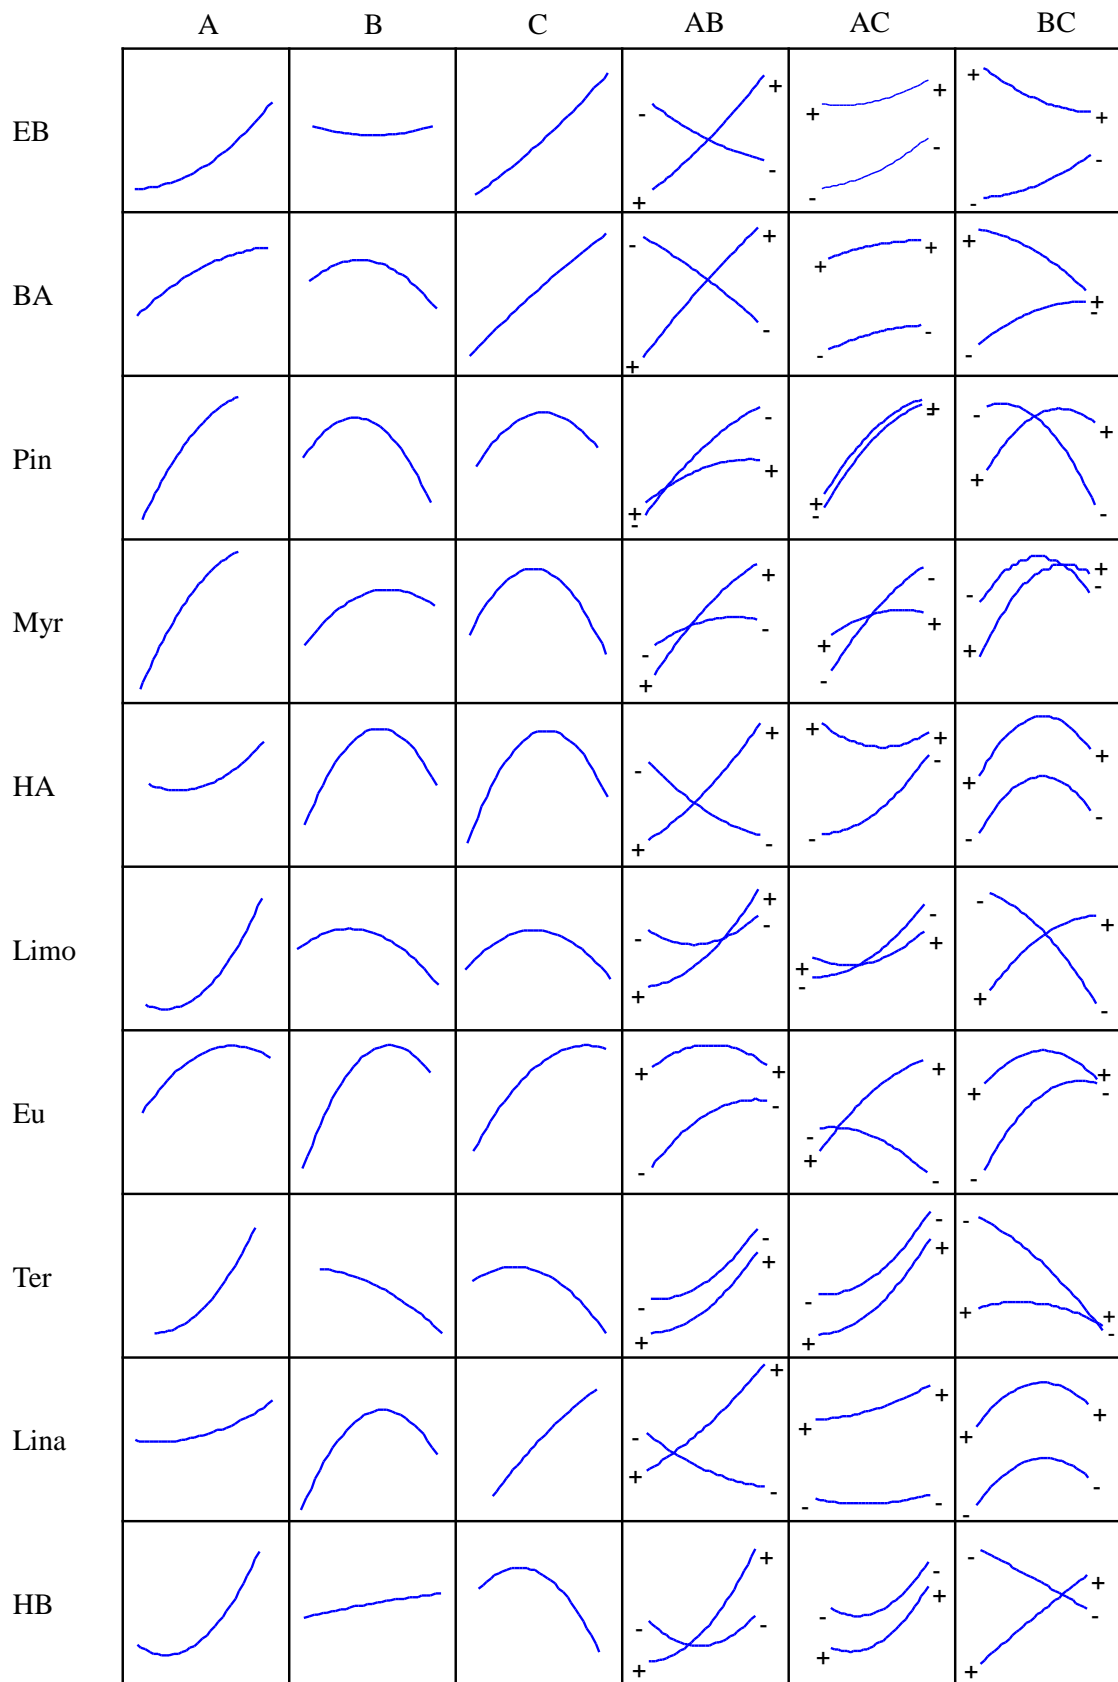 A B C AB AC BC
EB - + + - + + - - + + - -
BA - + + - + + - - + + - -
Pin + - - + + - + - - + + -
Myr - + + - + - - + - + + -
HA - + + - + + - - + + - -
Limo - + + - + - - + - + + -
Eu + + - - - + + - + + - -
Ter - + - + - + - + - + + -
Lina - + + - + + - - + + - -
HB - + + - - + - + - + + -